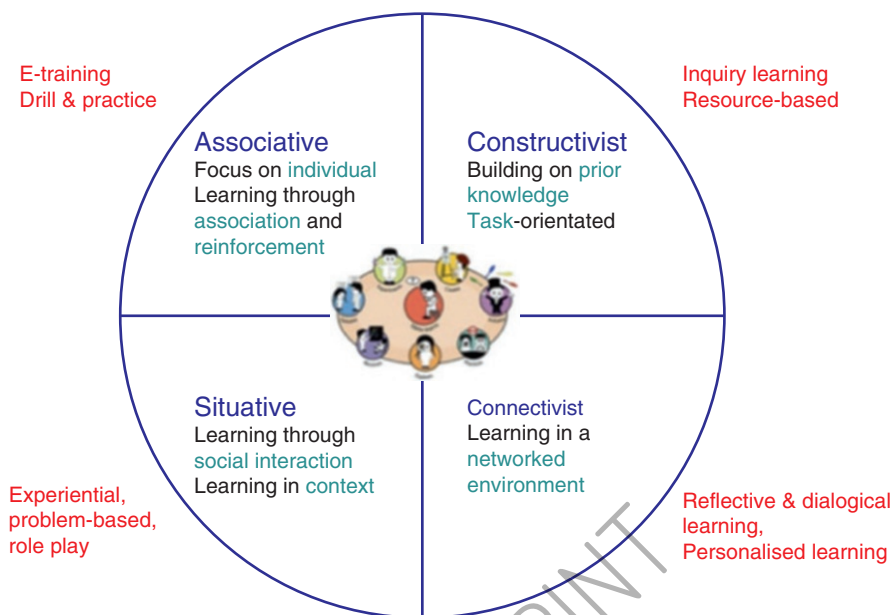 E-training
Drill & practice
Inquiry learning
Resource-based
Associative
Focus on individual
Learning through
association and
reinforcement
Constructivist
Building on prior
knowledge
Task-orientated
Situative
Learning through
social interaction
Learning in context
Connectivist
Learning in a
networked
environment
Experiential,
problem-based,
role play
Reflective & dialogical
learning,
Personalised learning